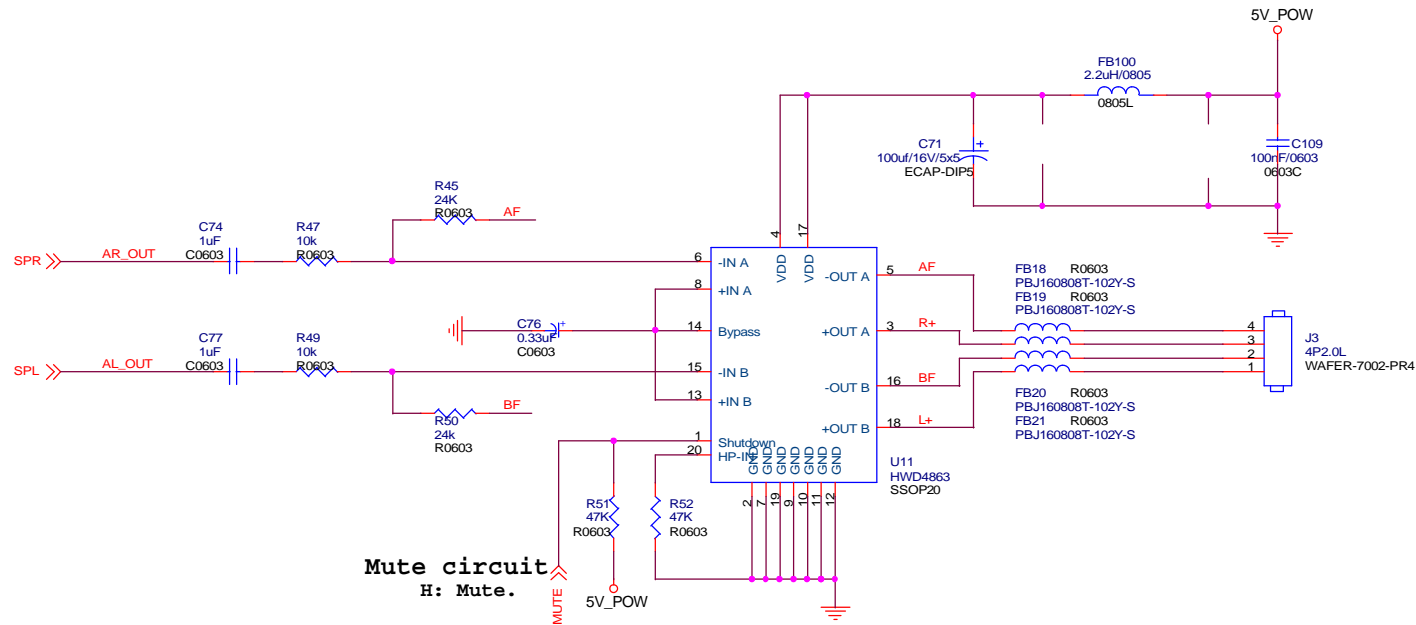 5V_POW
FB100
2.2uH/0805
0805L
C71
100uf/16V/5x5
ECAP-DIP5
C109
100nF/0603
0603C
R45
24K
R0603
AF
C74
1uF
C0603
R47
10k
R0603
SPR
AR_OUT
C76
0.33uF
C0603
C77
1uF
C0603
R49
10k
R0603
SPL
AL_OUT
BF
R50
24k
R0603
4
17
VDD
VDD
6
-IN A
8
+IN A
14
Bypass
15
-IN B
13
+IN B
1
Shutdown
20
HP-IN
-OUT A
5
AF
+OUT A
3
R+
-OUT B
16
BF
+OUT B
18
L+
GND
GND
GND
GND
GND
GND
GND
2
7
19
9
10
11
12
U11
HWD4863
SSOP20
FB18 R0603
PBJ160808T-102Y-S
FB19 R0603
PBJ160808T-102Y-S
FB20 R0603
PBJ160808T-102Y-S
FB21 R0603
PBJ160808T-102Y-S
4
3
2
1
J3
4P2.0L
WAFER-7002-PR4
R51
47K
R0603
R52
47K
R0603
Mute circuit
H: Mute.
MUTE
5V_POW